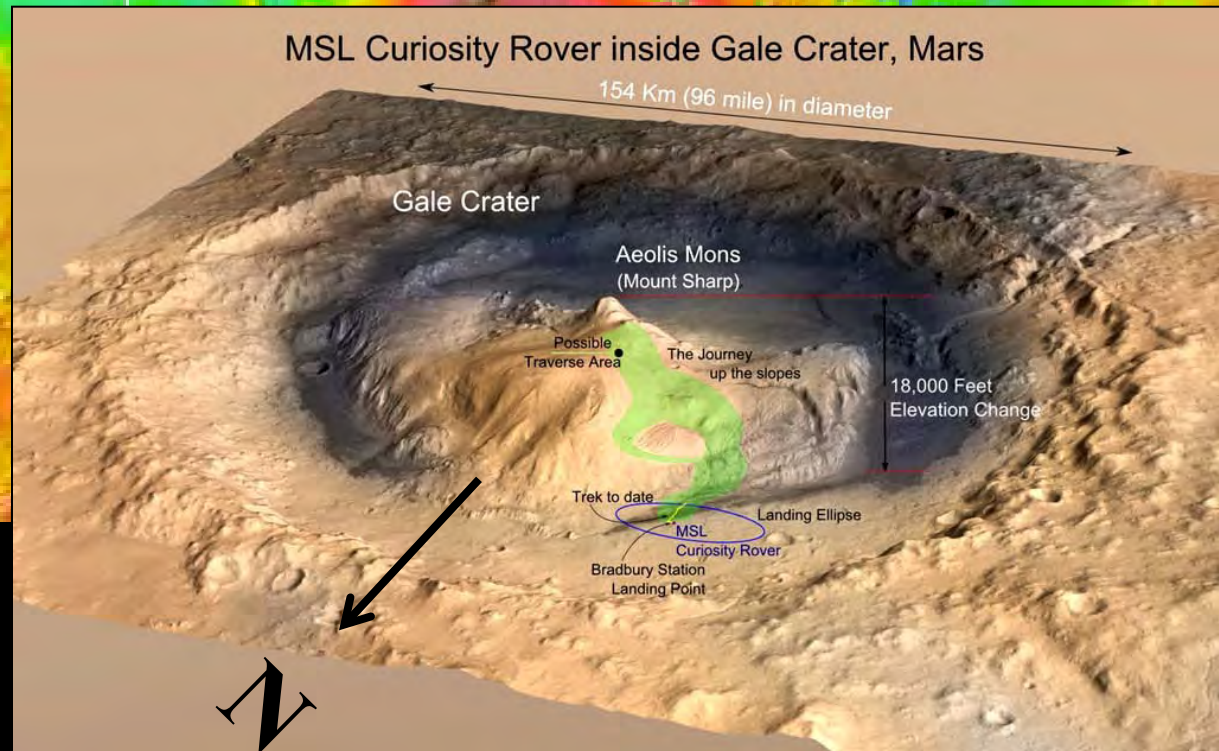 MSL Curiosity Rover inside Gale Crater, Mars
154 Km (96 mile) in diameter
Gale Crater
Aeolis Mons
(Mount Sharp)
Possible
Traverse Area
The Journey
up the slopes
18,000 Feet
Elevation Change
Trek to date
Landing Ellipse
MSL
Curiosity Rover
Bradbury Station
Landing Point
N